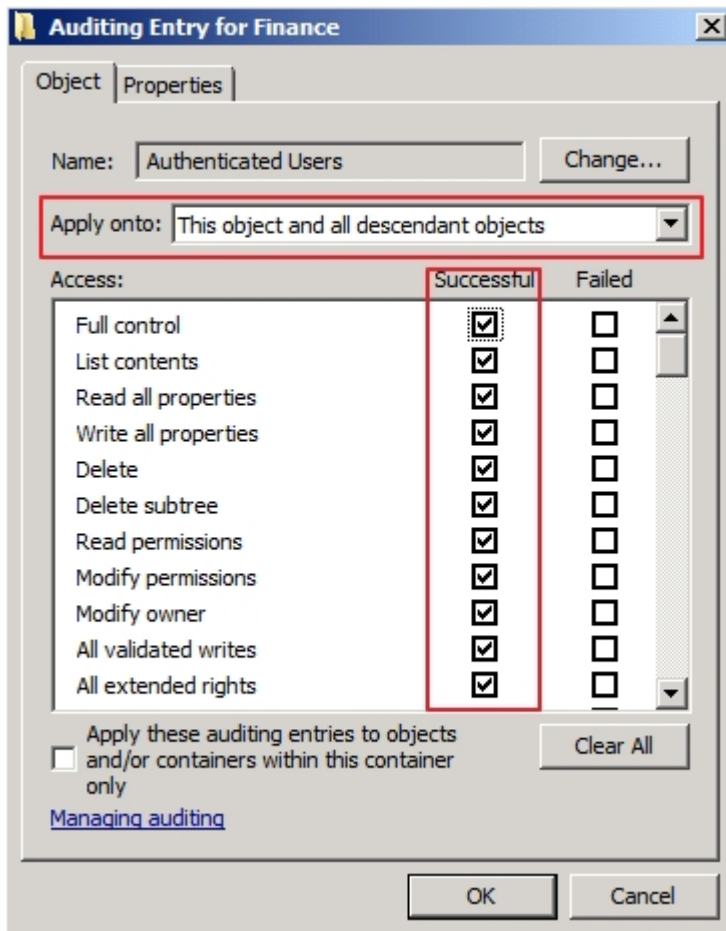 Auditing Entry for Finance
Object Properties
Name: Authenticated Users Change...
Apply onto: This object and all descendant objects
Access: Successful Failed
Full control
List contents
Read all properties
Write all properties
Delete
Delete subtree
Read permissions
Modify permissions
Modify owner
All validated writes
All extended rights
Apply these auditing entries to objects
and/or containers within this container
only
Clear All
Managing auditing
OK Cancel